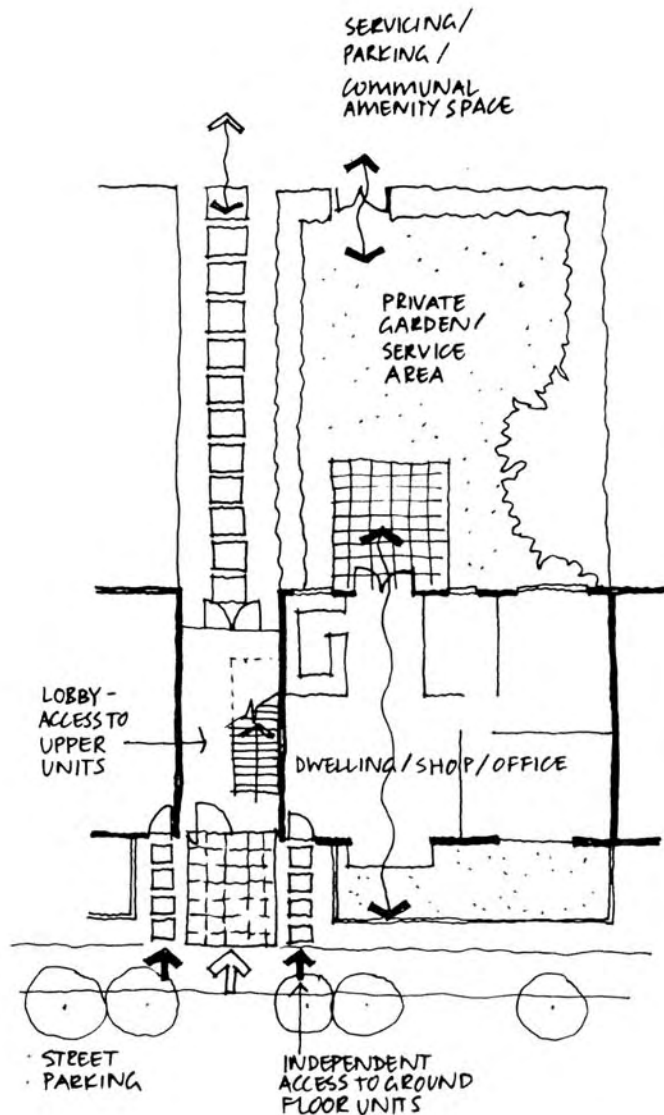 SERVICING/
PARKING/
COMMUNAL
AMENITY SPACE
PRIVATE
GARDEN/
SERVICE
AREA
LOBBY-
ACCESS TO
UPPER
UNITS
DWELLING/SHOP/OFFICE
STREET
PARKING
INDEPENDENT
ACCESS TO GROUND
FLOOR UNITS